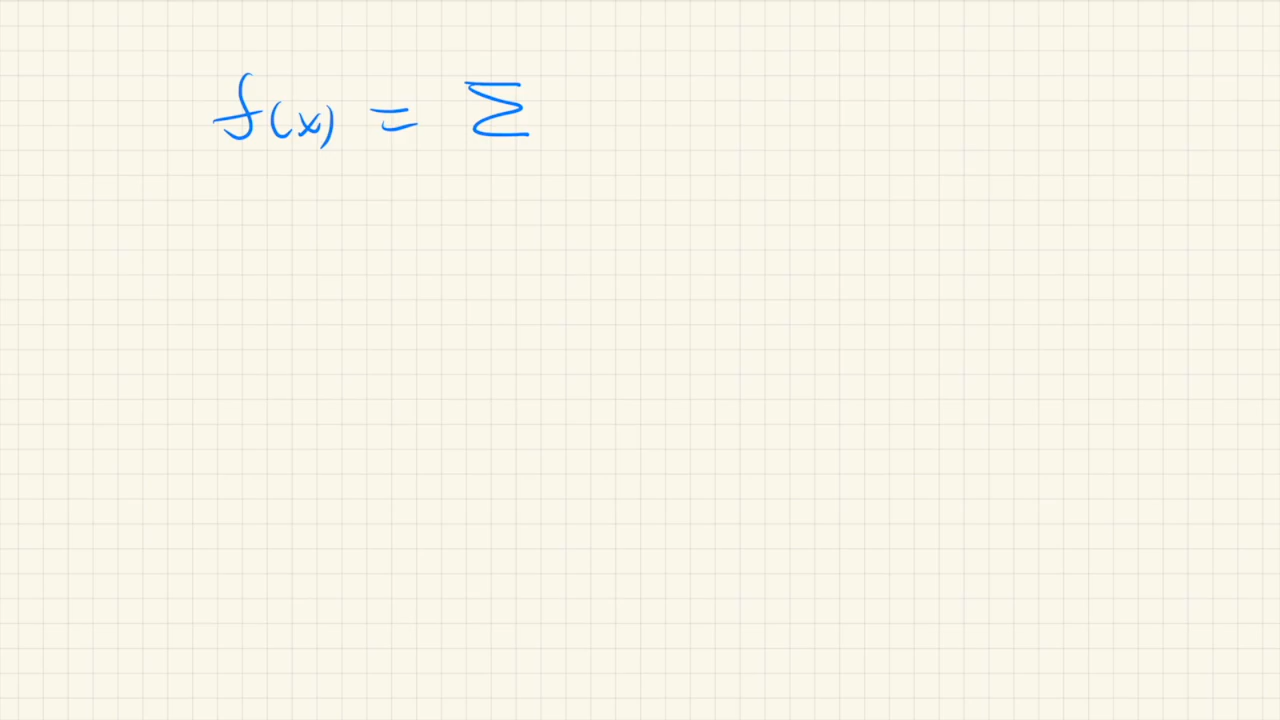 f(x) = Σ